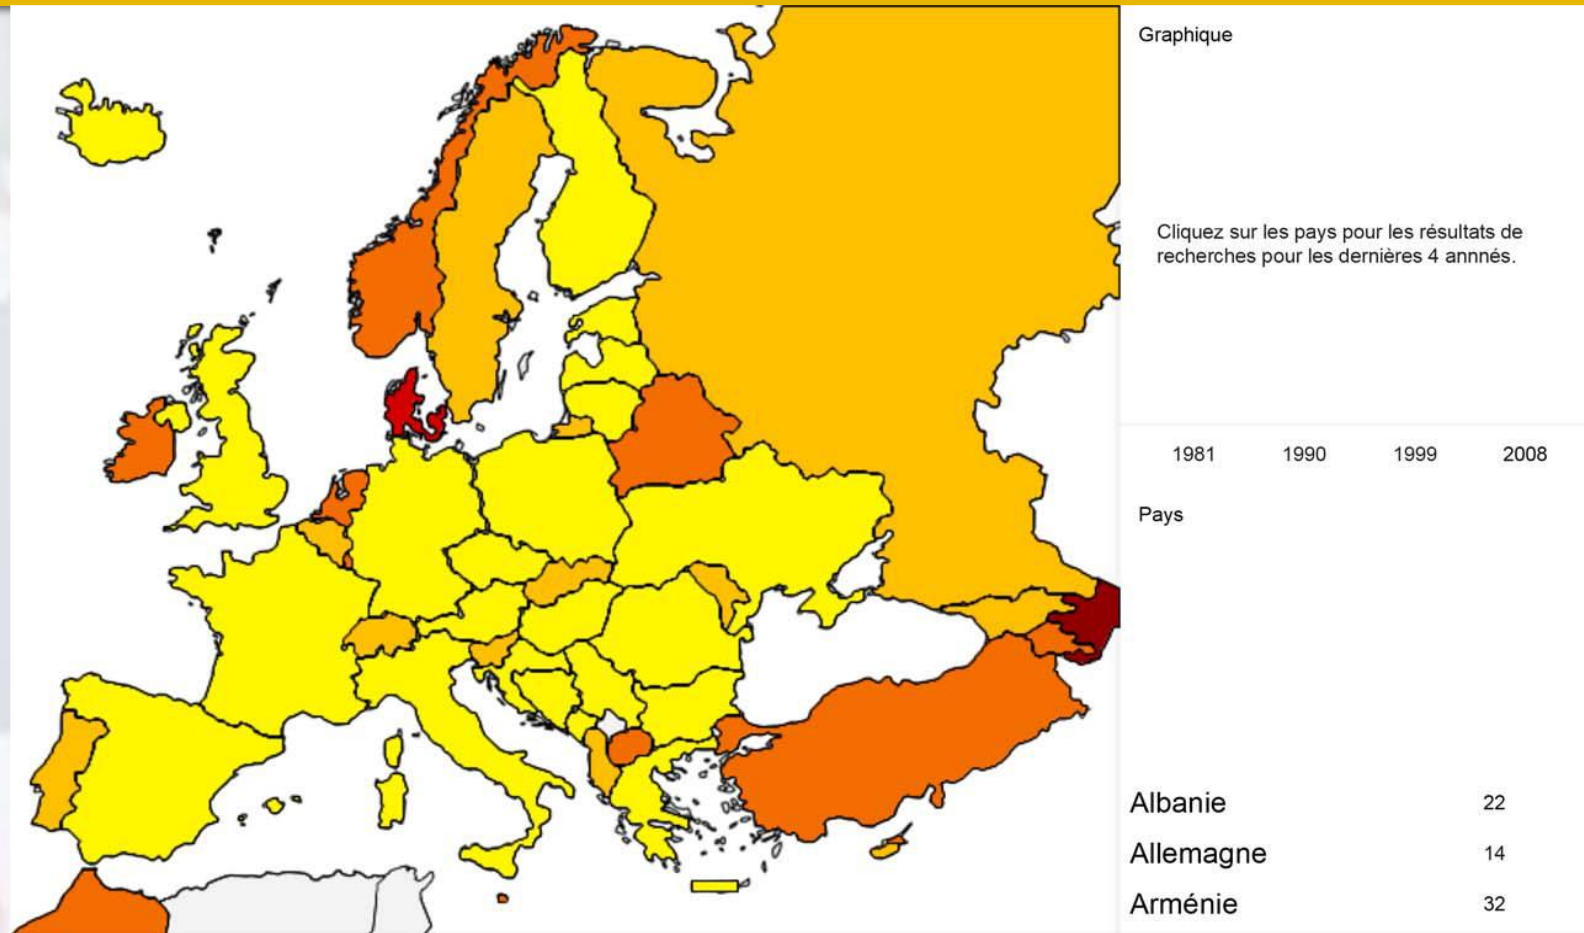 Graphique
Cliquez sur les pays pour les résultats de
recherches pour les dernières 4 annnés.
1981 1990 1999 2008
Pays
Albanie 22
Allemagne 14
Arménie 32